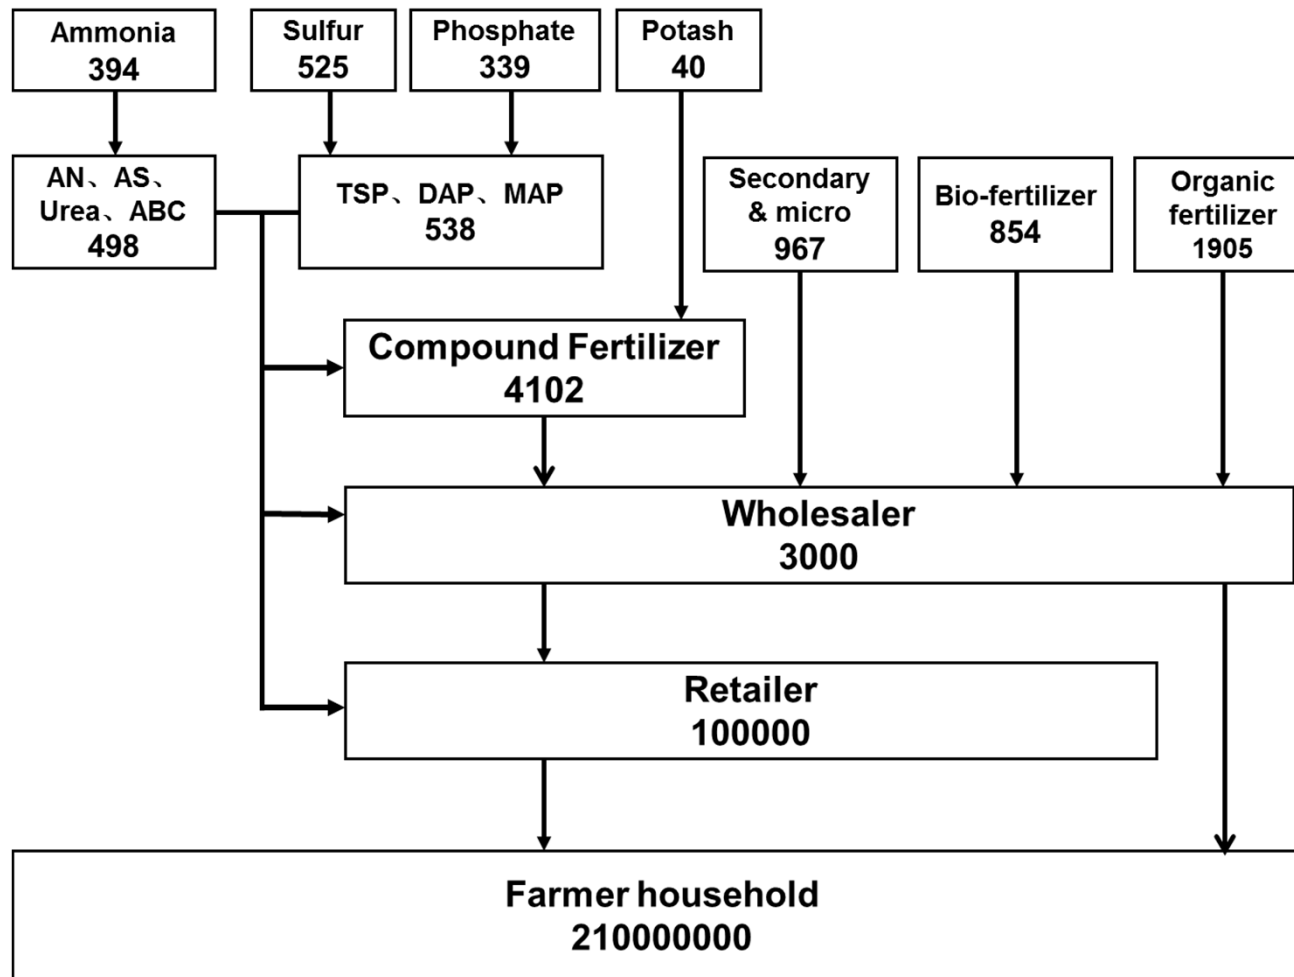 Ammonia
394
Sulfur
525
Phosphate
339
Potash
40
AN、AS、
Urea、ABC
498
TSP、DAP、MAP
538
Secondary
& micro
967
Bio-fertilizer
854
Organic
fertilizer
1905
Compound Fertilizer
4102
Wholesaler
3000
Retailer
100000
Farmer household
210000000